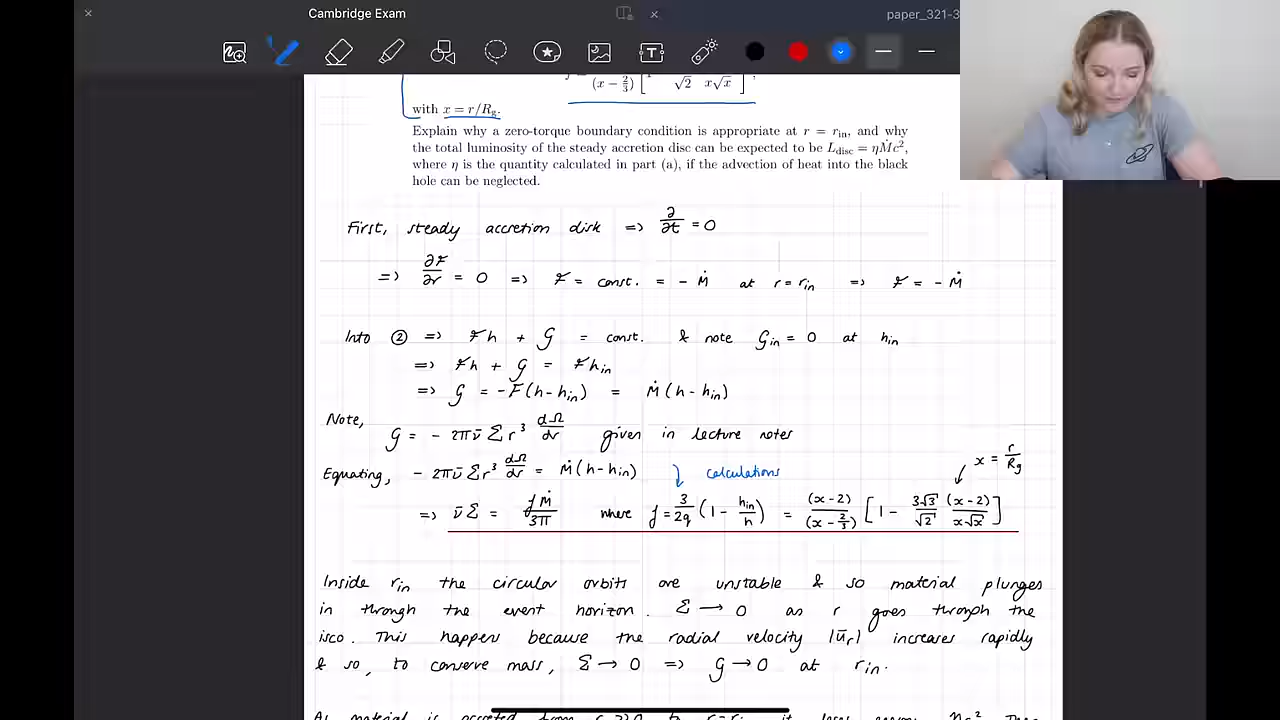 Cambridge Exam
paper_321-3
(x − 2/3) [ √2 x√x ] ,
with x = r/R_g.
Explain why a zero-torque boundary condition is appropriate at r = r_in, and why
the total luminosity of the steady accretion disc can be expected to be L_disc = ηṀc²,
where η is the quantity calculated in part (a), if the advection of heat into the black
hole can be neglected.
First, steady accretion disk => ∂/∂t = 0
=> ∂F/∂r = 0 => F = const. = - Ṁ at r = r_in => F = - Ṁ
Into ② => Fh + G = const. & note G_in = 0 at h_in
=> Fh + G = Fh_in
=> G = -F(h-h_in) = Ṁ(h-h_in)
Note,
G = - 2πν̄Σr³ dΩ/dr given in lecture notes
Equating, - 2πν̄Σr³ dΩ/dr = Ṁ(h-h_in) calculations x = r/R_g
=> ν̄Σ = fṀ/3π where f = 3/2q (1 - h_in/h) = (x-2)/(x-2/3) [1 - 3√3/√2 (x-2)/x√x]
Inside r_in the circular orbits are unstable & so material plunges
in through the event horizon. Σ → 0 as r goes through the
isco. This happens because the radial velocity |ū_r| increases rapidly
& so, to conserve mass, Σ → 0 => G → 0 at r_in.